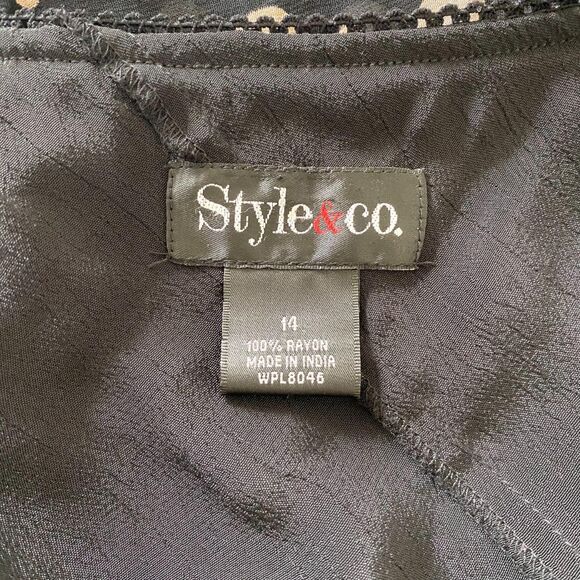 Style&co.
14
100% RAYON
MADE IN INDIA
WPL8046